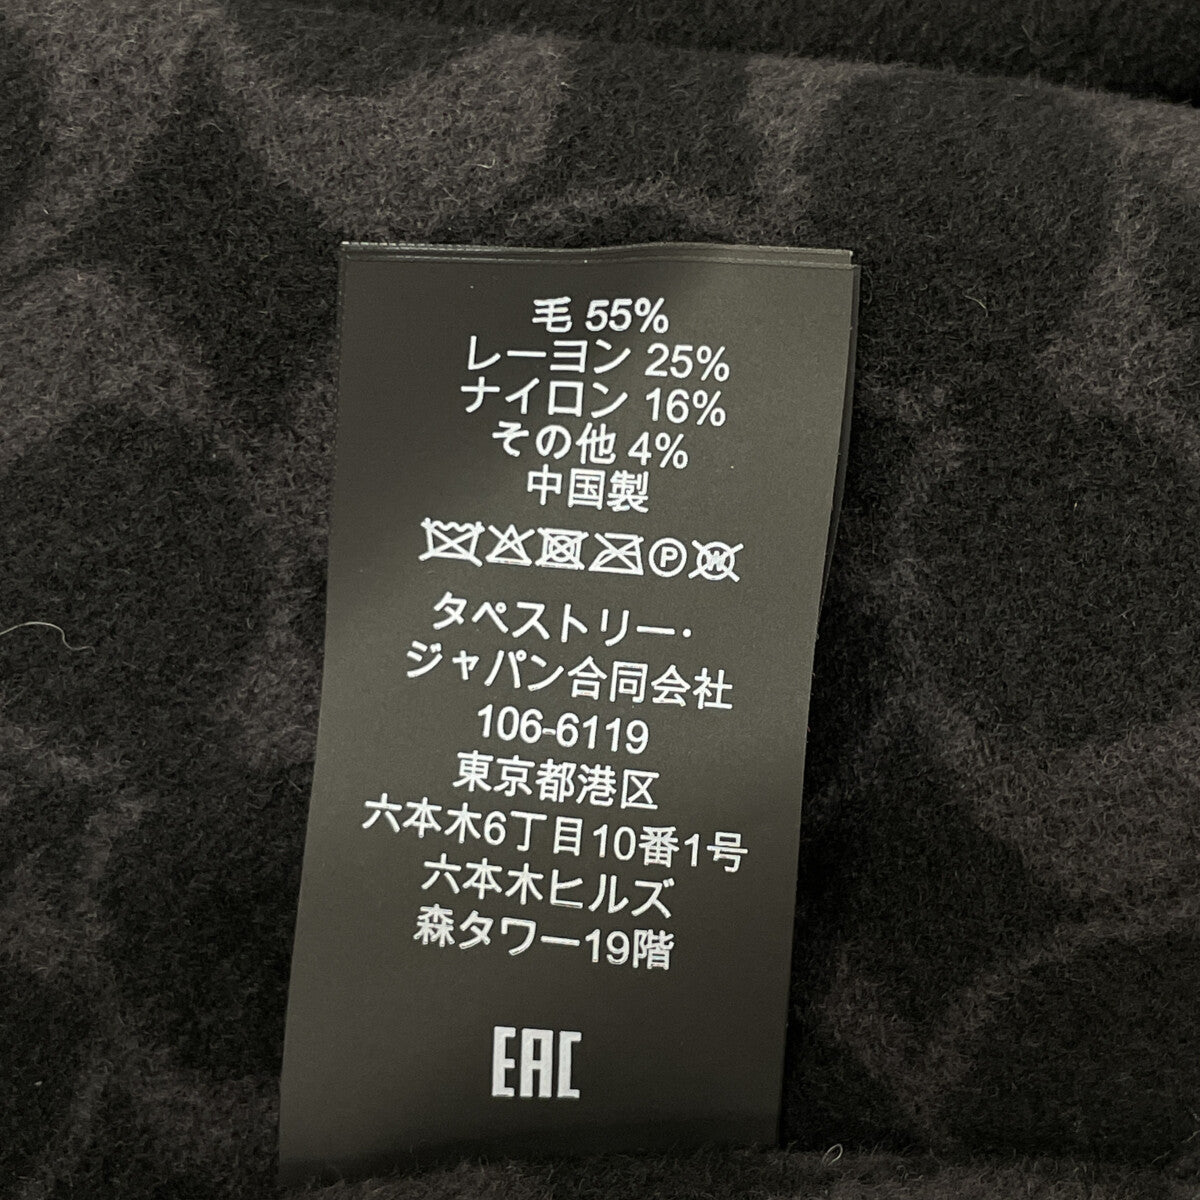 毛 55%
レーヨン 25%
ナイロン 16%
その他 4%
中国製
P W
タペストリー・
ジャパン合同会社
106-6119
東京都港区
六本木6丁目10番1号
六本木ヒルズ
森タワー19階
EAC